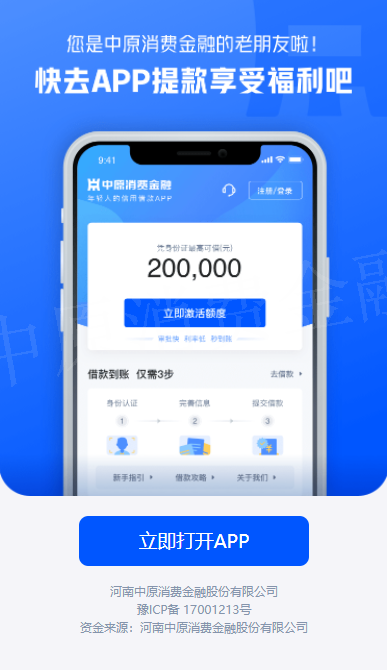 您是中原消费金融的老朋友啦！
快去APP提款享受福利吧
9:41
中原消费金融
年轻人的信用借款APP
注册/登录
凭身份证最高可借(元)
200,000
立即激活额度
审批快 利率低 秒到账
借款到账 仅需3步
去借款
身份认证 完善信息 提交借款
1 2 3
新手指引 借款攻略 关于我们
中原消费金融
立即打开APP
河南中原消费金融股份有限公司
豫ICP备 17001213号
资金来源：河南中原消费金融股份有限公司